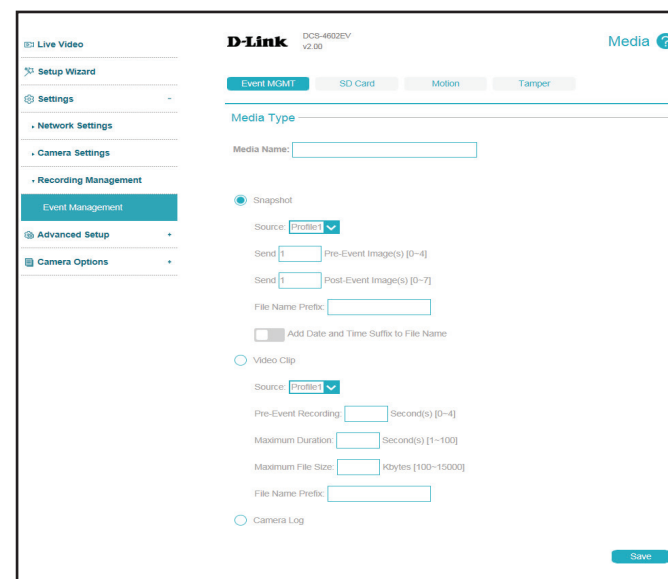 Live Video
Setup Wizard
Settings -
Network Settings
Camera Settings
Recording Management
Event Management
Advanced Setup +
Camera Options +
D-Link DCS-4602EV
v2.00
Media ?
Event MGMT SD Card Motion Tamper
Media Type
Media Name:
Snapshot
Source: Profile1
Send 1 Pre-Event Image(s) [0~4]
Send 1 Post-Event Image(s) [0~7]
File Name Prefix:
Add Date and Time Suffix to File Name
Video Clip
Source: Profile1
Pre-Event Recording: Second(s) [0~4]
Maximum Duration: Second(s) [1~100]
Maximum File Size: Kbytes [100~15000]
File Name Prefix:
Camera Log
Save